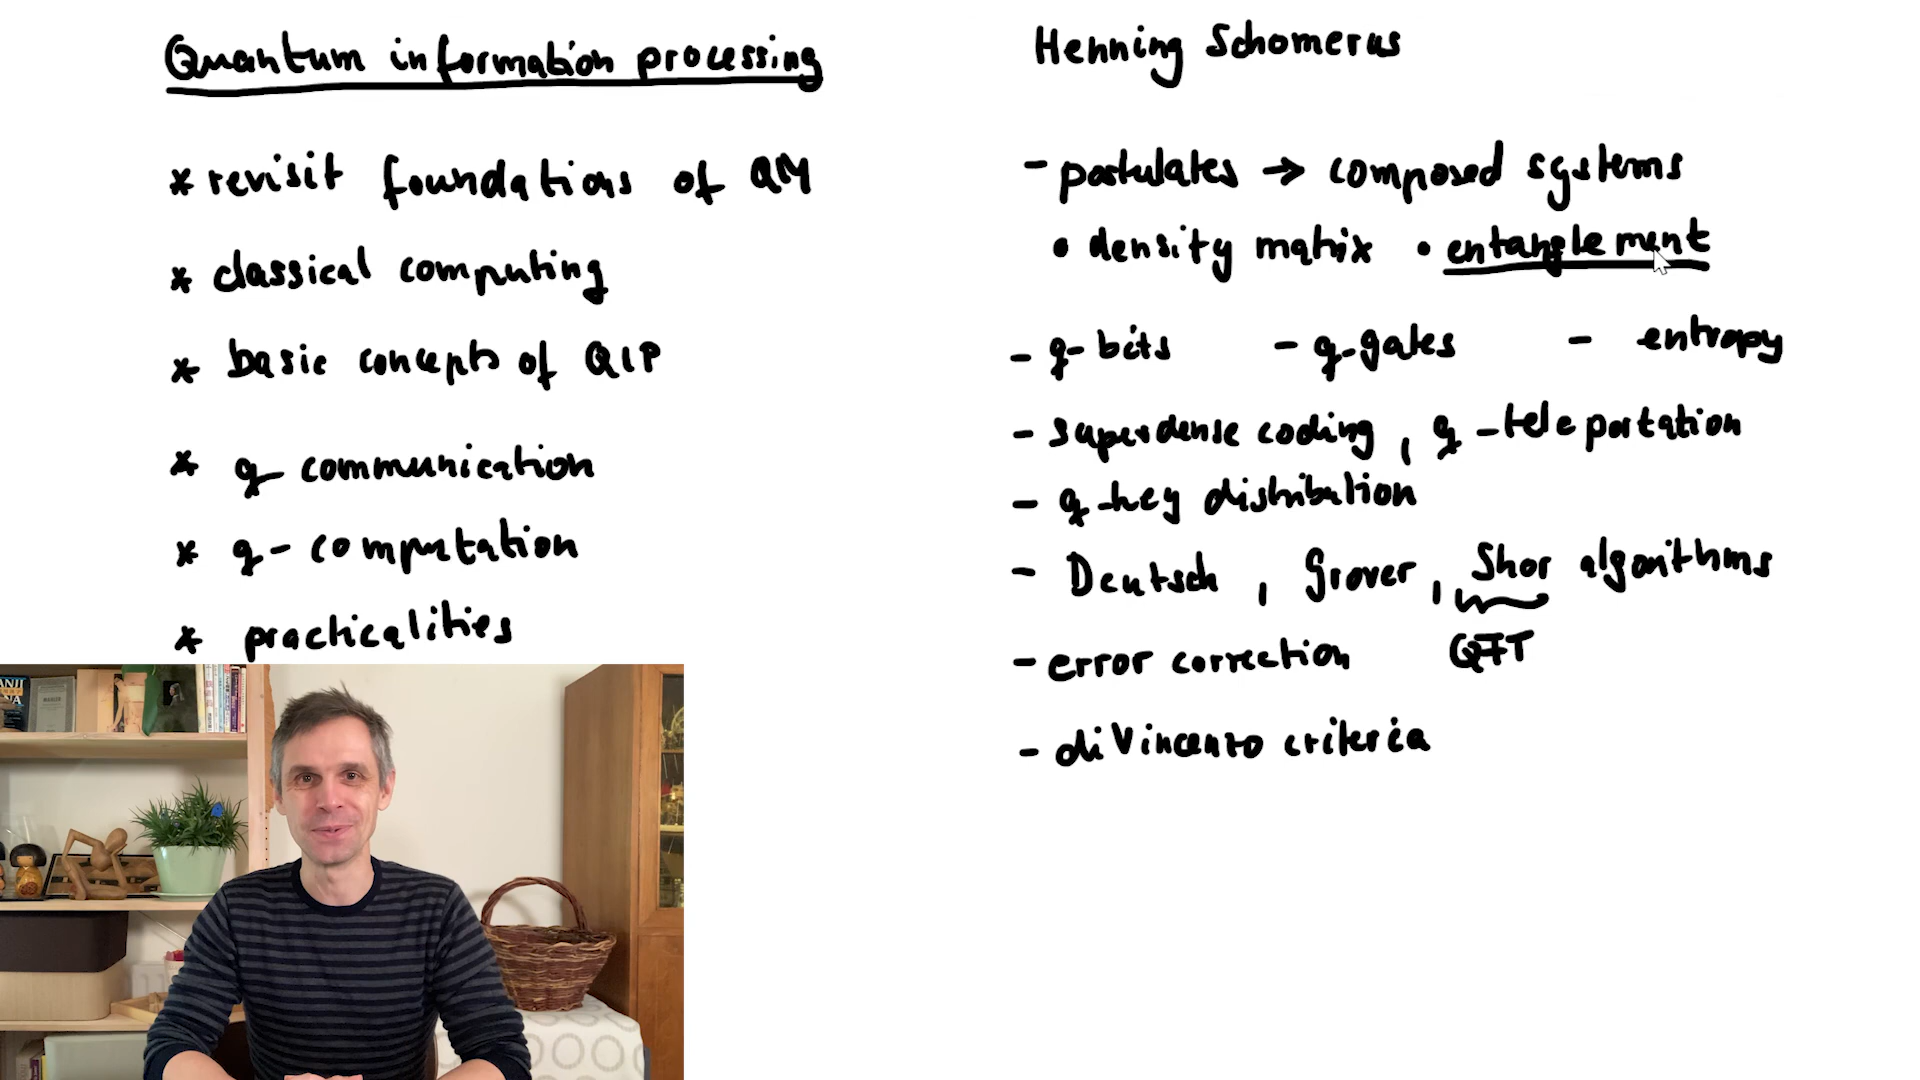 Quantum information processing
* revisit foundations of QM
* classical computing
* basic concepts of QIP
* q-communication
* q-computation
* practicalities
Henning Schomerus
- postulates → composed systems
• density matrix • entanglement
- q-bits - q-gates - entropy
- superdense coding, q-teleportation
- q-key distribution
- Deutsch, Grover, Shor algorithms
QFT
- error correction
- diVincenzo criteria